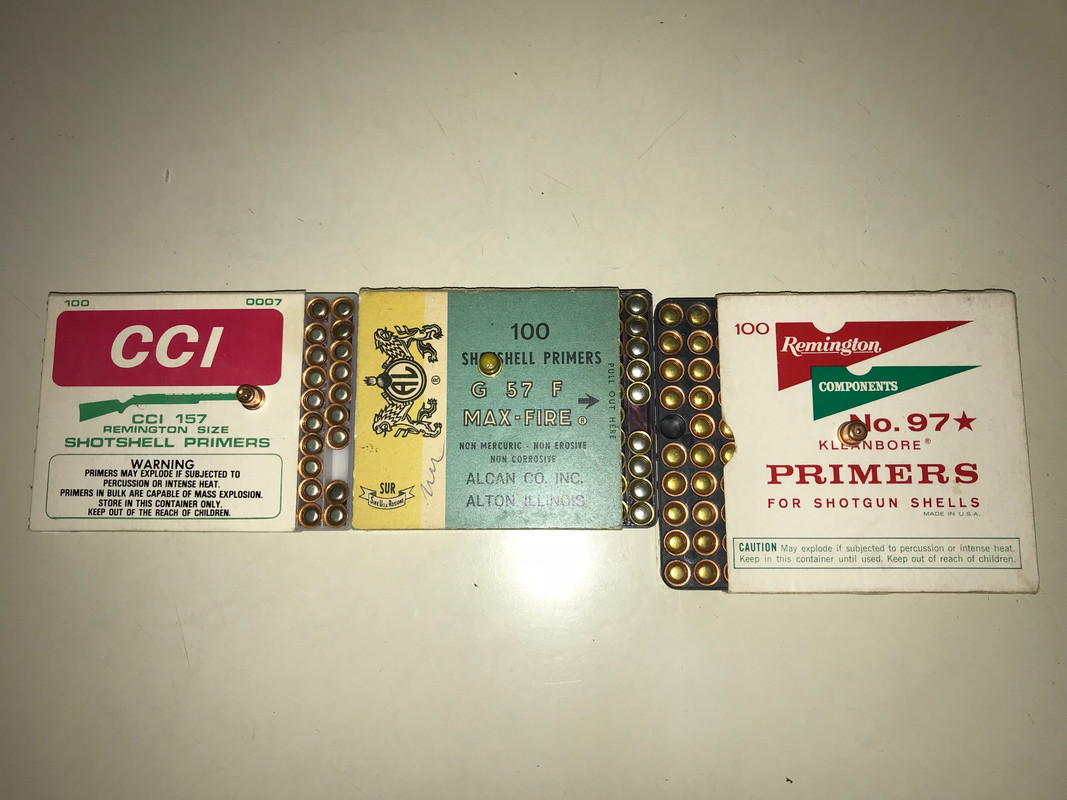 100 0007
CCI
CCI 157
REMINGTON SIZE
SHOTSHELL PRIMERS
WARNING
PRIMERS MAY EXPLODE IF SUBJECTED TO
PERCUSSION OR INTENSE HEAT.
PRIMERS IN BULK ARE CAPABLE OF MASS EXPLOSION.
STORE IN THIS CONTAINER ONLY.
KEEP OUT OF THE REACH OF CHILDREN.
AL
®
SUR
100
SHOTSHELL PRIMERS
G 57 F
MAX-FIRE ®
NON MERCURIC - NON EROSIVE
NON CORROSIVE
ALCAN CO. INC.
ALTON ILLINOIS
PULL OUT HERE
100
Remington
COMPONENTS
No. 97★
KLEANBORE®
PRIMERS
FOR SHOTGUN SHELLS
MADE IN U.S.A.
CAUTION May explode if subjected to percussion or intense heat.
Keep in this container until used. Keep out of reach of children.